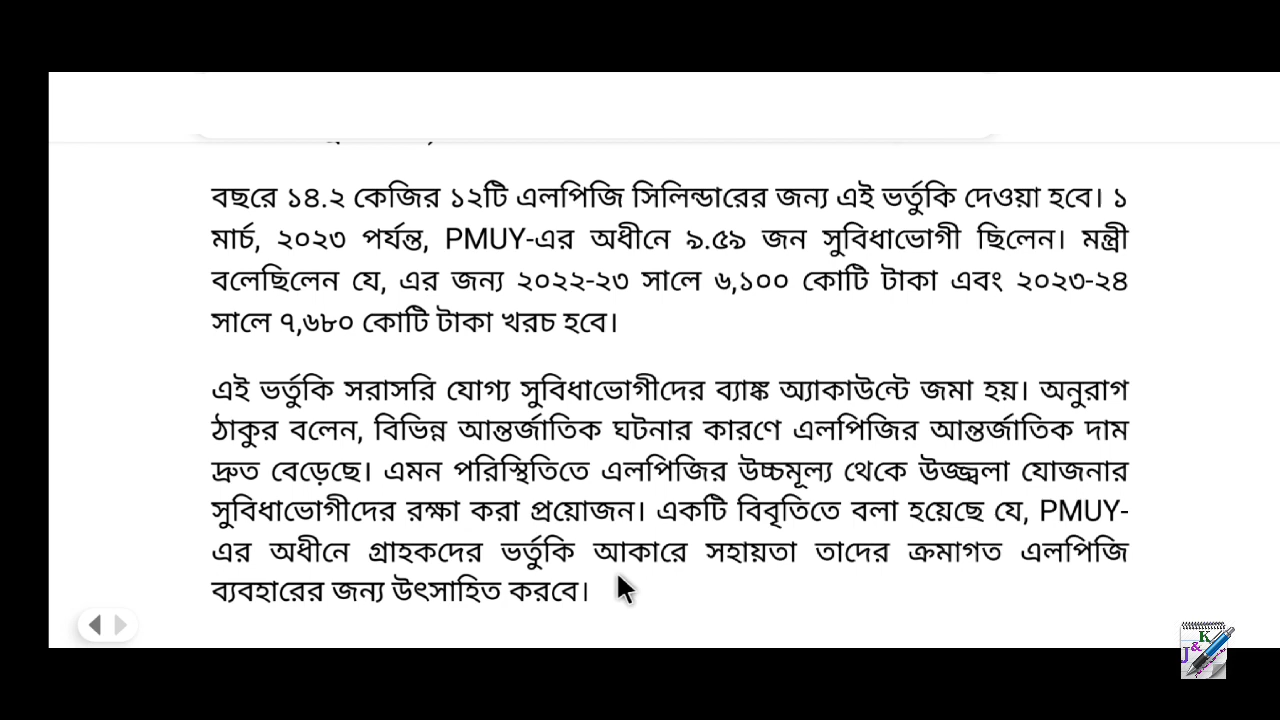 বছরে ১৪.২ কেজির ১২টি এলপিজি সিলিন্ডারের জন্য এই ভর্তুকি দেওয়া হবে। ১
মার্চ, ২০২৩ পর্যন্ত, PMUY-এর অধীনে ৯.৫৯ জন সুবিধাভোগী ছিলেন। মন্ত্রী
বলেছিলেন যে, এর জন্য ২০২২-২৩ সালে ৬,১০০ কোটি টাকা এবং ২০২৩-২৪
সালে ৭,৬৮০ কোটি টাকা খরচ হবে।
এই ভর্তুকি সরাসরি যোগ্য সুবিধাভোগীদের ব্যাঙ্ক অ্যাকাউন্টে জমা হয়। অনুরাগ
ঠাকুর বলেন, বিভিন্ন আন্তর্জাতিক ঘটনার কারণে এলপিজির আন্তর্জাতিক দাম
দ্রুত বেড়েছে। এমন পরিস্থিতিতে এলপিজির উচ্চমূল্য থেকে উজ্জ্বলা যোজনার
সুবিধাভোগীদের রক্ষা করা প্রয়োজন। একটি বিবৃতিতে বলা হয়েছে যে, PMUY-
এর অধীনে গ্রাহকদের ভর্তুকি আকারে সহায়তা তাদের ক্রমাগত এলপিজি
ব্যবহারের জন্য উৎসাহিত করবে।
J&K